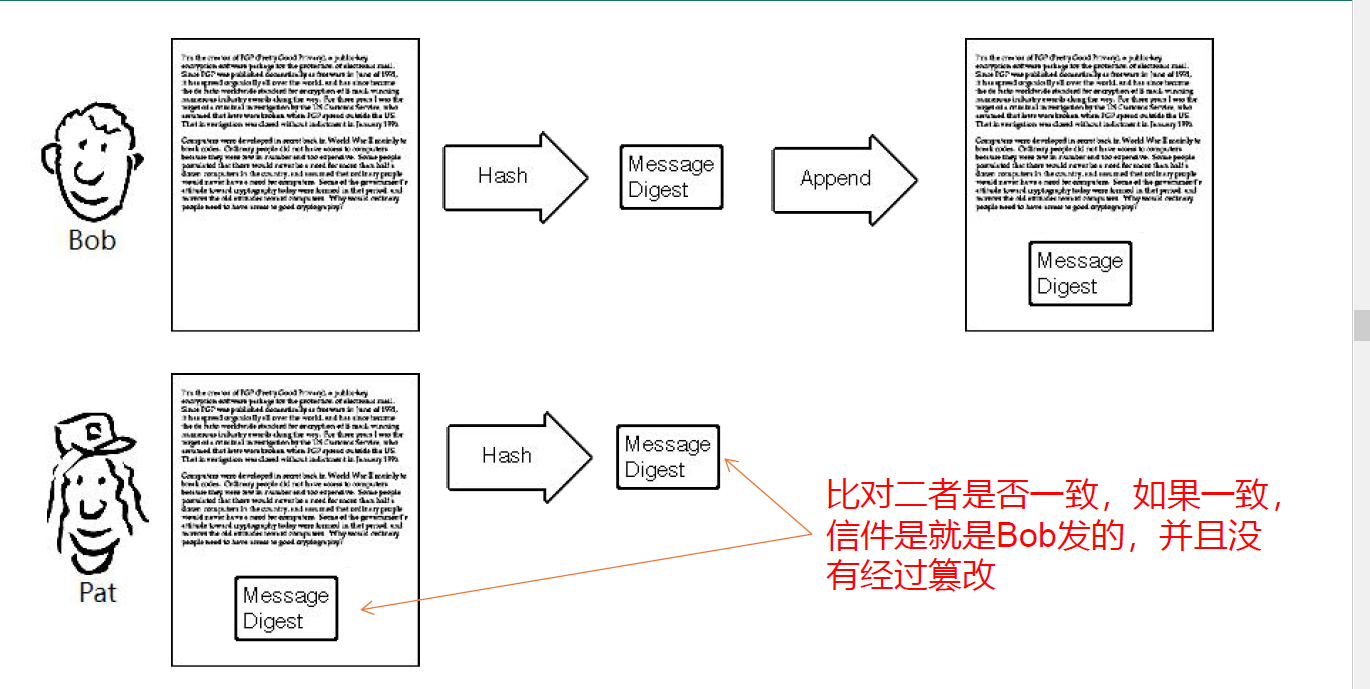 I'm the creator of PGP (Pretty Good Privacy), a public-key
encryption software package for the protection of electronic mail.
Since PGP was published domestically as freeware in June of 1991,
it has spread organically all over the world, and has since become
the de facto worldwide standard for encryption of E-mail, winning
numerous industry awards along the way. For three years I was the
target of a criminal investigation by the US Customs Service, who
assumed that laws were broken when PGP spread outside the US.
That investigation was closed without indictment in January 1996.
Computers were developed in secret back in World War II mainly to
break codes. Ordinary people did not have access to computers
because they were few in number and too expensive. Some people
postulated that there would never be a need for more than half a
dozen computers in the country, and assumed that ordinary people
would never have a need for computers. Some of the government's
attitude toward cryptography today were formed in that period, and
mirrors the old attitudes toward computers. Why would ordinary
people need to have access to good cryptography?
Hash
Message
Digest
Append
I'm the creator of PGP (Pretty Good Privacy), a public-key
encryption software package for the protection of electronic mail.
Since PGP was published domestically as freeware in June of 1991,
it has spread organically all over the world, and has since become
the de facto worldwide standard for encryption of E-mail, winning
numerous industry awards along the way. For three years I was the
target of a criminal investigation by the US Customs Service, who
assumed that laws were broken when PGP spread outside the US.
That investigation was closed without indictment in January 1996.
Computers were developed in secret back in World War II mainly to
break codes. Ordinary people did not have access to computers
because they were few in number and too expensive. Some people
postulated that there would never be a need for more than half a
dozen computers in the country, and assumed that ordinary people
would never have a need for computers. Some of the government's
attitude toward cryptography today were formed in that period, and
mirrors the old attitudes toward computers. Why would ordinary
people need to have access to good cryptography?
Message
Digest
Bob
I'm the creator of PGP (Pretty Good Privacy), a public-key
encryption software package for the protection of electronic mail.
Since PGP was published domestically as freeware in June of 1991,
it has spread organically all over the world, and has since become
the de facto worldwide standard for encryption of E-mail, winning
numerous industry awards along the way. For three years I was the
target of a criminal investigation by the US Customs Service, who
assumed that laws were broken when PGP spread outside the US.
That investigation was closed without indictment in January 1996.
Computers were developed in secret back in World War II mainly to
break codes. Ordinary people did not have access to computers
because they were few in number and too expensive. Some people
postulated that there would never be a need for more than half a
dozen computers in the country, and assumed that ordinary people
would never have a need for computers. Some of the government's
attitude toward cryptography today were formed in that period, and
mirrors the old attitudes toward computers. Why would ordinary
people need to have access to good cryptography?
Message
Digest
Hash
Message
Digest
比对二者是否一致，如果一致，
信件是就是Bob发的，并且没
有经过篡改
Pat